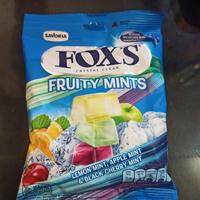 SAVORIA
FOX'S
CRYSTAL CLEAR
FRUITY MINTS
LEMON MINT, APPLE MINT
& BLACK CHERRY MINT